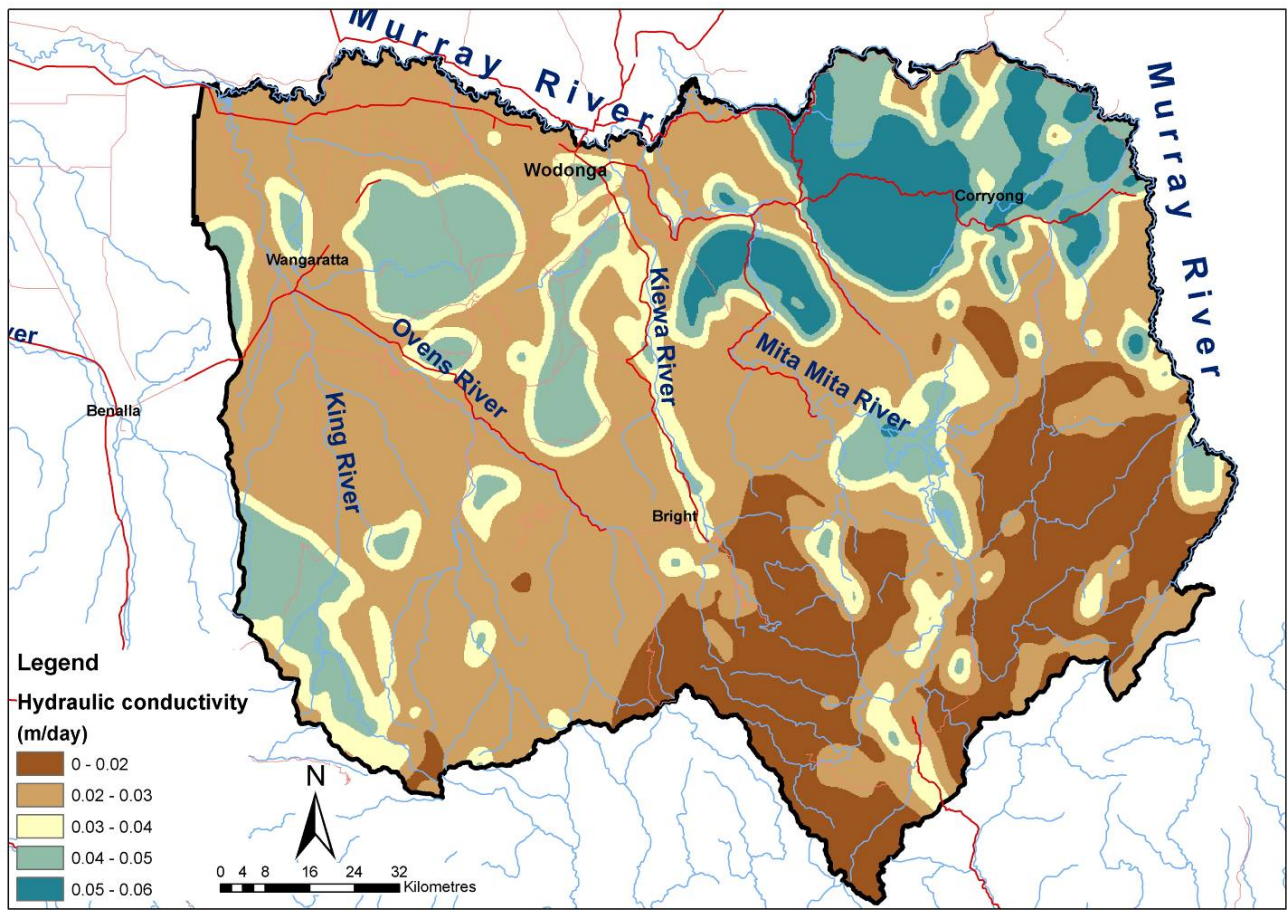 Murray River
Murray River
Wodonga
Corryong
Wangaratta
Kiewa River
Ovens River
Mita Mita River
ver
Benalla
King River
Bright
Legend
Hydraulic conductivity
(m/day)
0 - 0.02
0.02 - 0.03
0.03 - 0.04
0.04 - 0.05
0.05 - 0.06
N
0 4 8 16 24 32
Kilometres